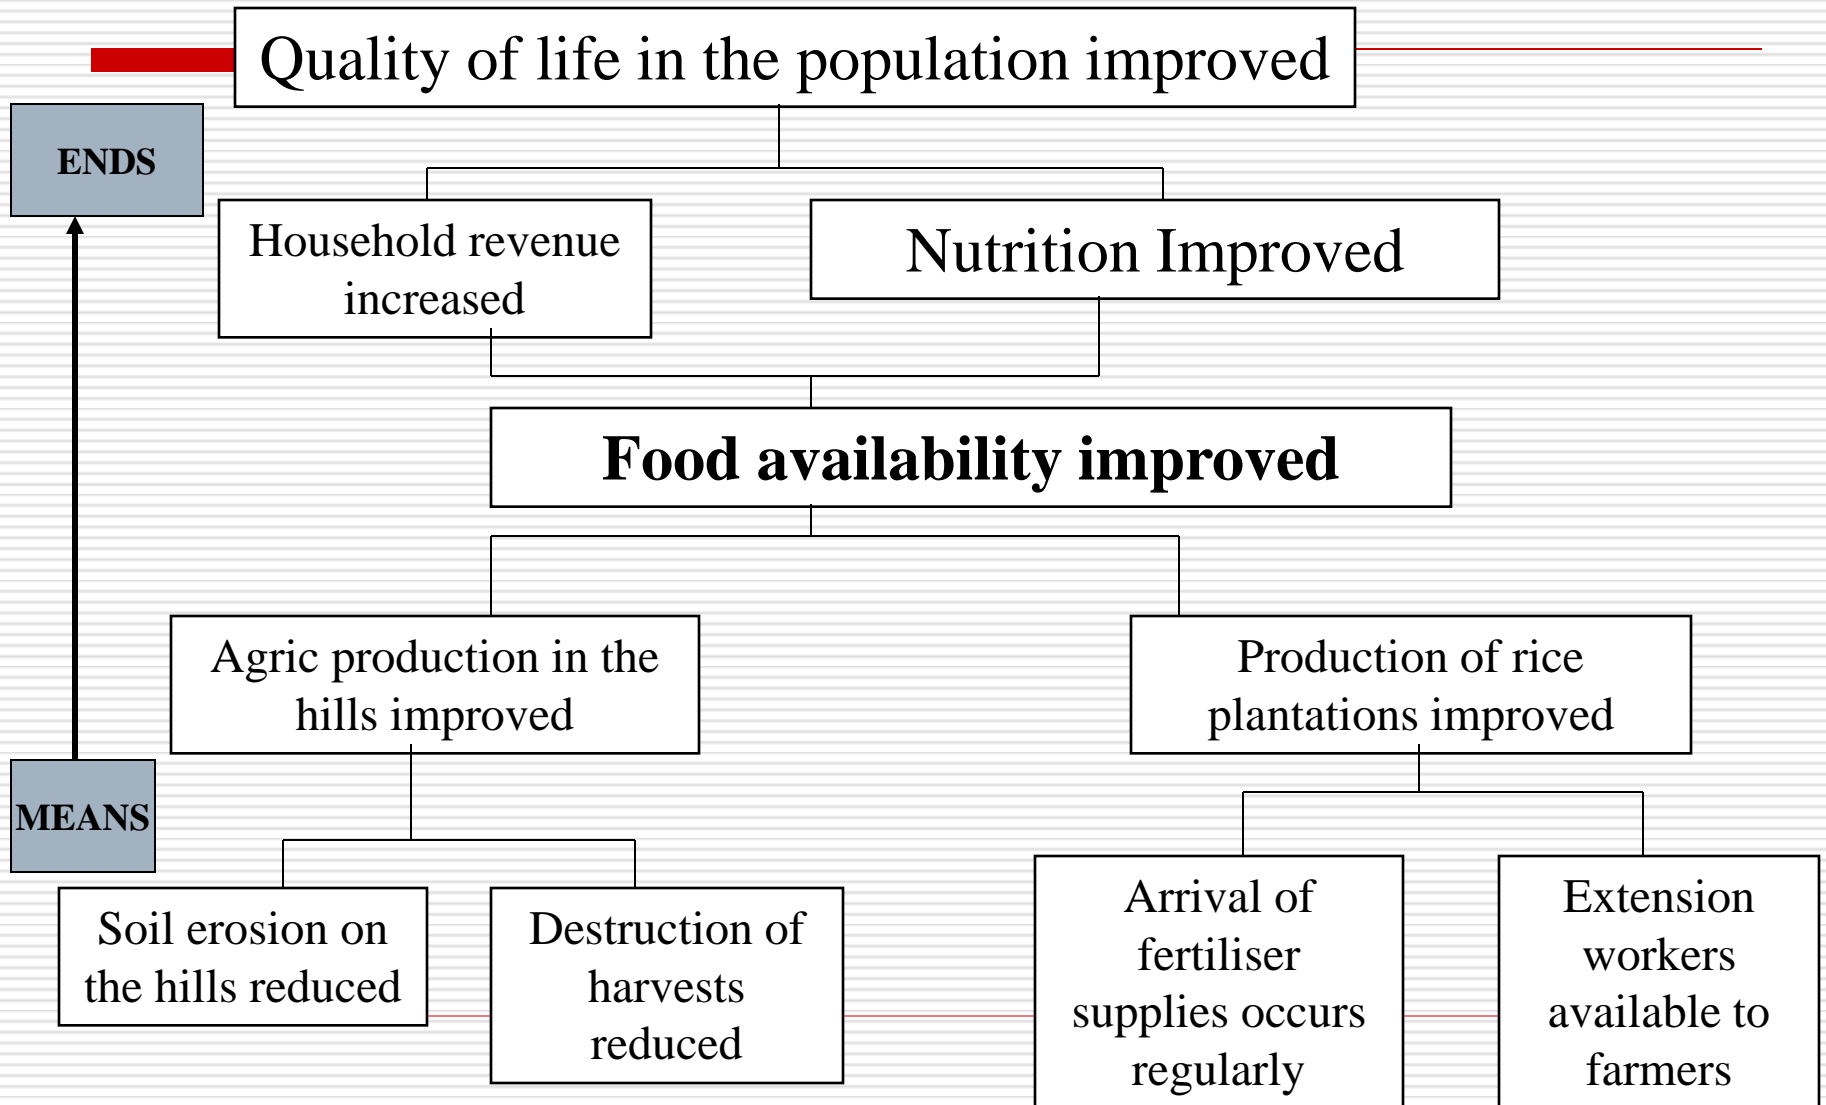 Quality of life in the population improved
ENDS
Household revenue
increased
Nutrition Improved
Food availability improved
Agric production in the
hills improved
Production of rice
plantations improved
MEANS
Soil erosion on
the hills reduced
Destruction of
harvests
reduced
Arrival of
fertiliser
supplies occurs
regularly
Extension
workers
available to
farmers